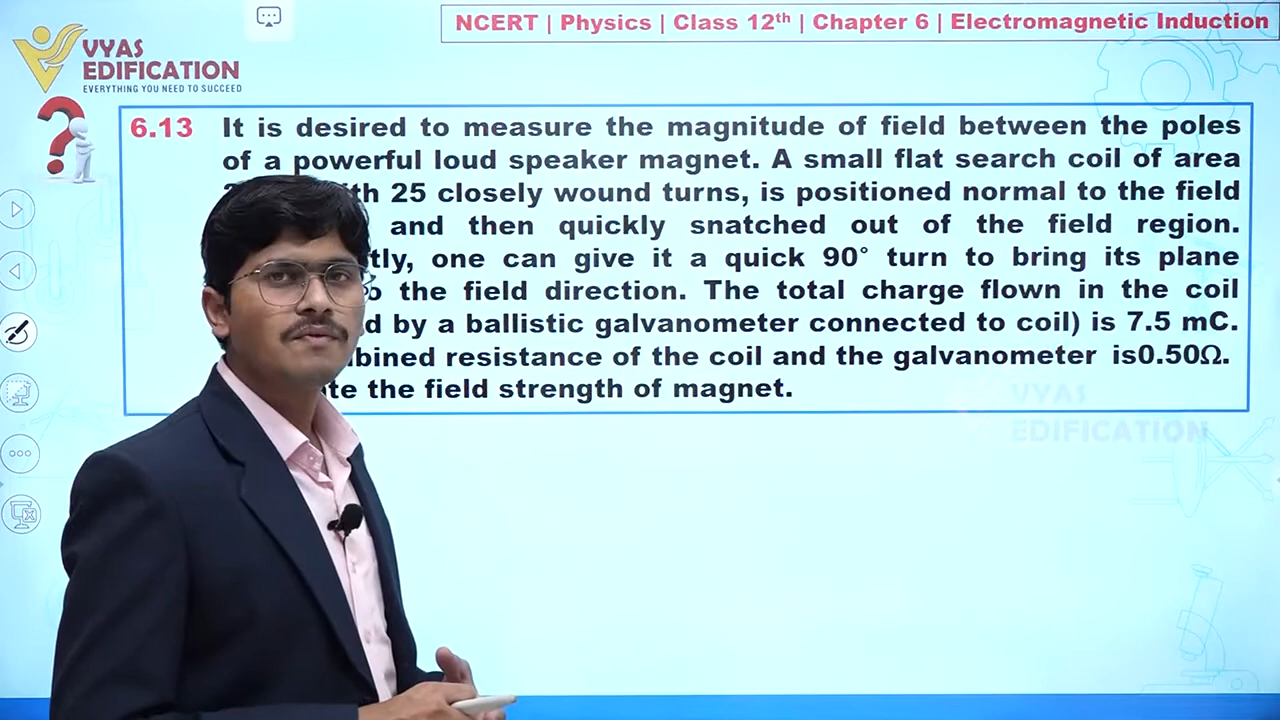 NCERT | Physics | Class 12th | Chapter 6 | Electromagnetic Induction
VYAS
EDIFICATION
EVERYTHING YOU NEED TO SUCCEED
6.13 It is desired to measure the magnitude of field between the poles
of a powerful loud speaker magnet. A small flat search coil of area
25 closely wound turns, is positioned normal to the field
and then quickly snatched out of the field region.
one can give it a quick 90° turn to bring its plane
the field direction. The total charge flown in the coil
by a ballistic galvanometer connected to coil) is 7.5 mC.
resistance of the coil and the galvanometer is0.50Ω.
the field strength of magnet.
VYAS
EDIFICATION